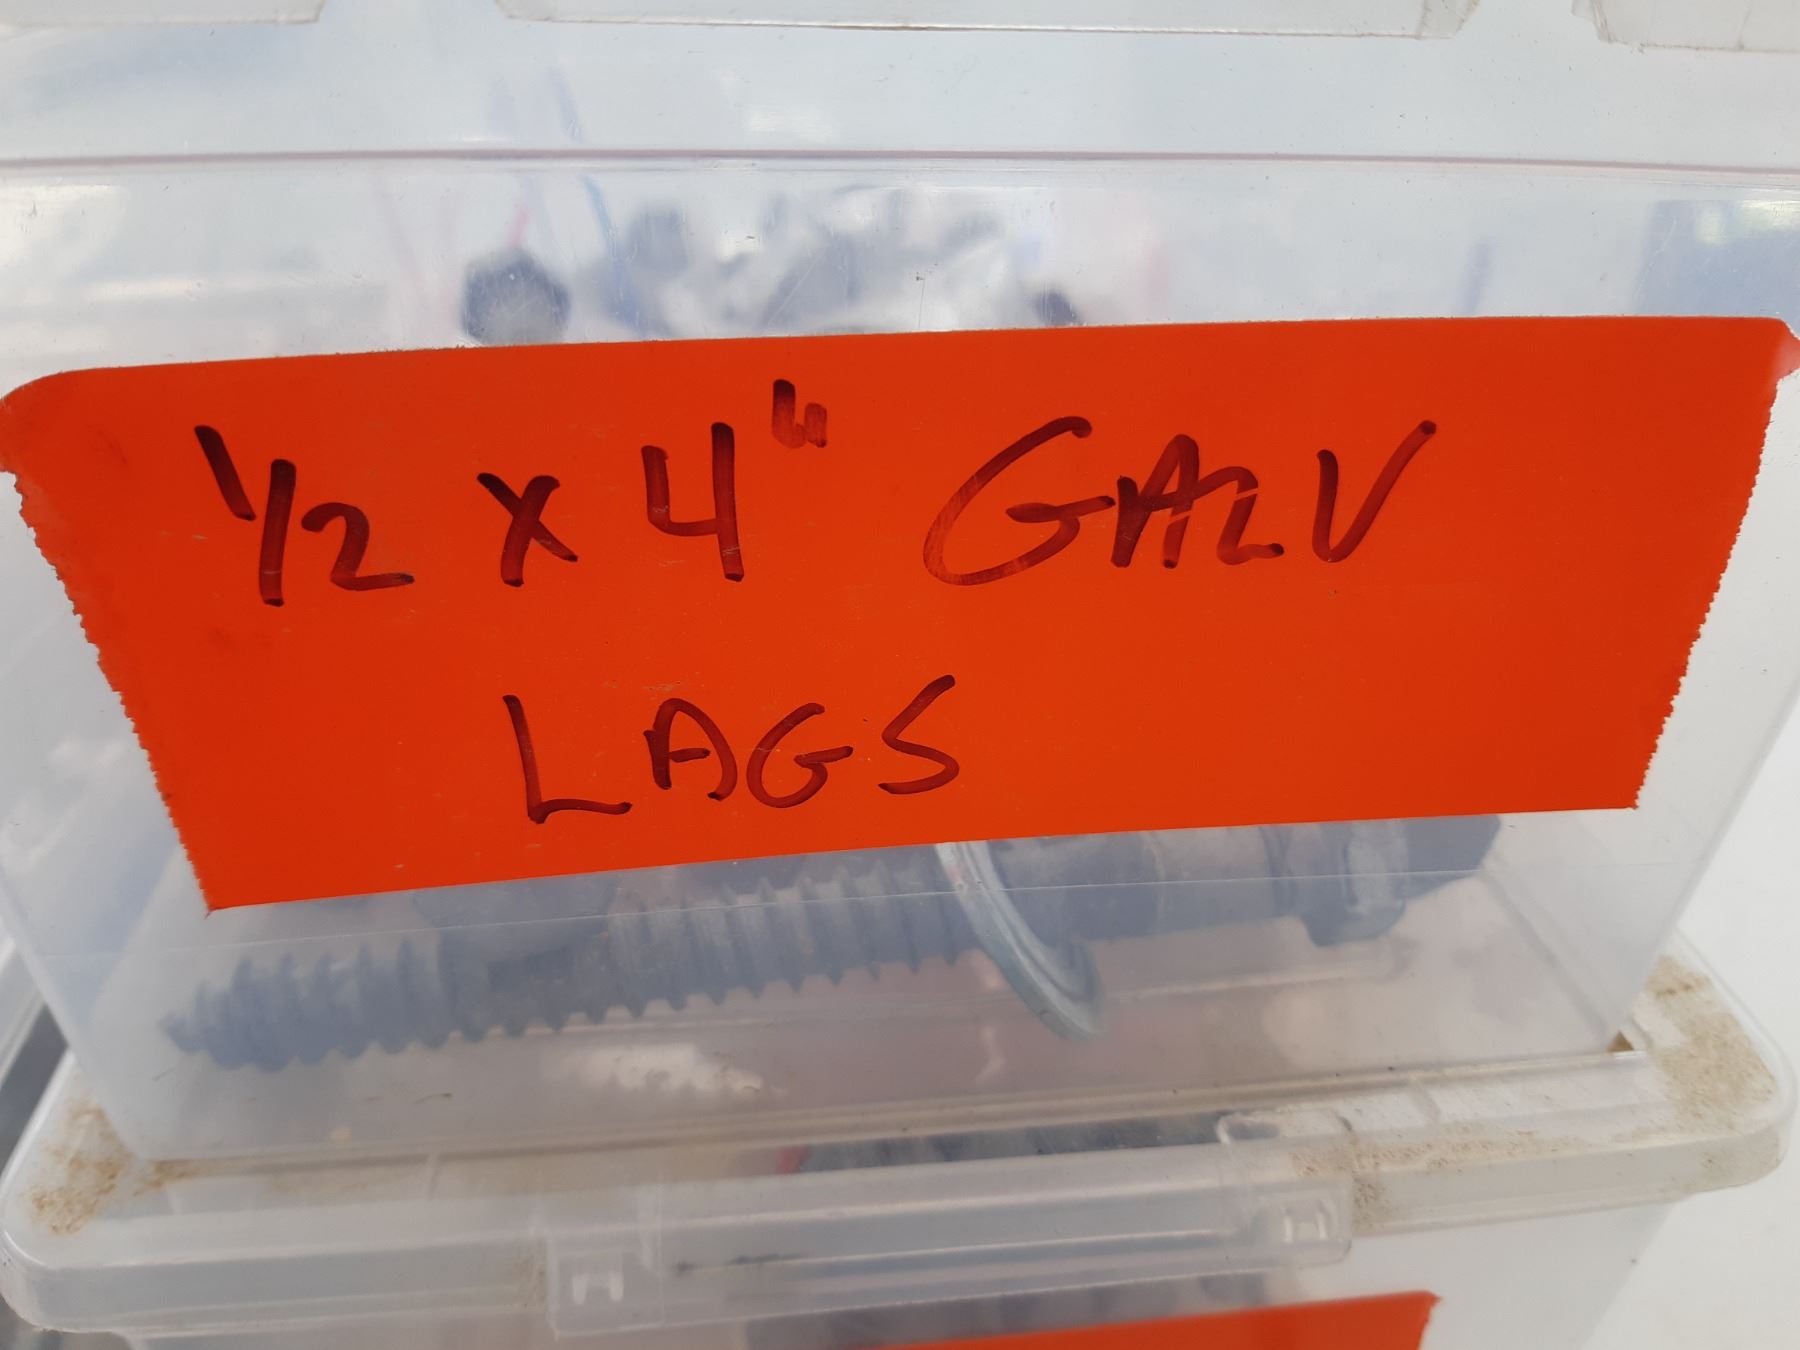 1/2 x 4" GALV
LAGS